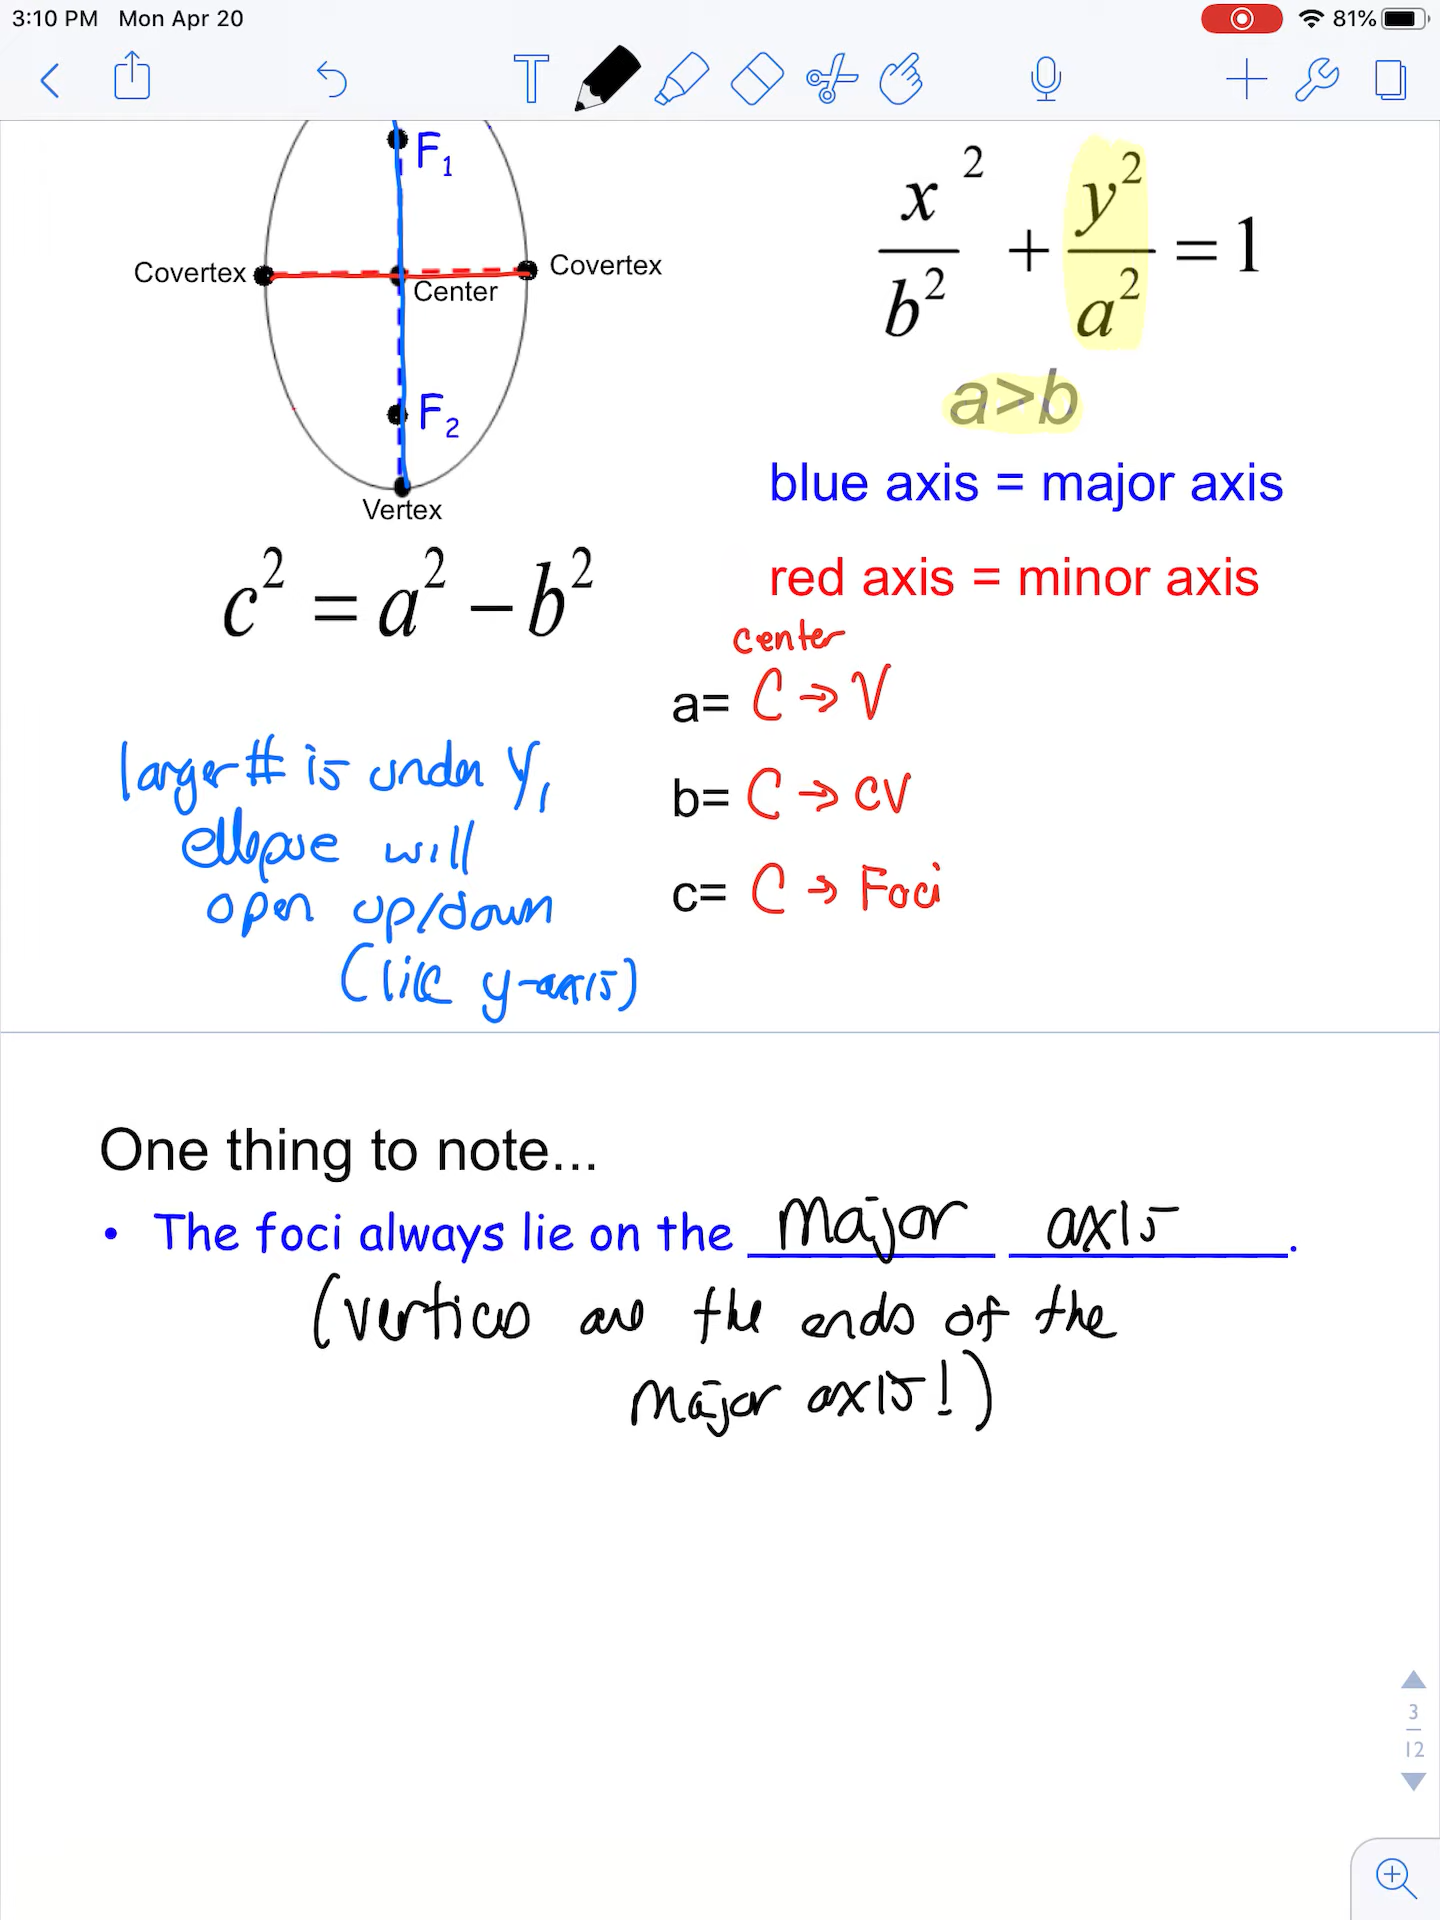 3:10 PM Mon Apr 20 81%
T
F1
Covertex Covertex
Center
F2
Vertex
x² / b² + y² / a² = 1
a>b
blue axis = major axis
red axis = minor axis
c² = a² − b²
center
a= C → V
b= C → CV
c= C → Foci
larger # is under y,
ellipse will
open up/down
(like y-axis)
One thing to note...
• The foci always lie on the major axis.
(vertices are the ends of the
major axis!)
3
12